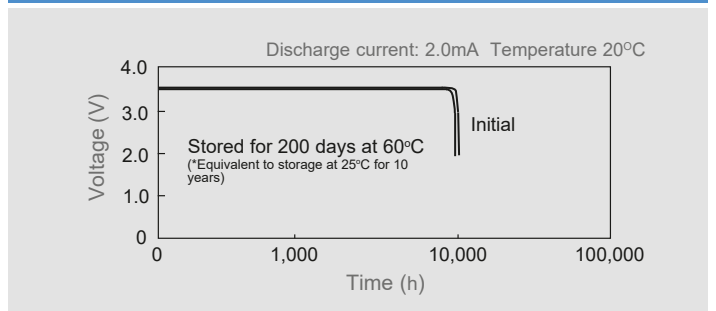 Discharge current: 2.0mA Temperature 20°C
4.0
3.0
2.0
1.0
0
Voltage (V)
Initial
Stored for 200 days at 60°C
(*Equivalent to storage at 25°C for 10
years)
0 1,000 10,000 100,000
Time (h)